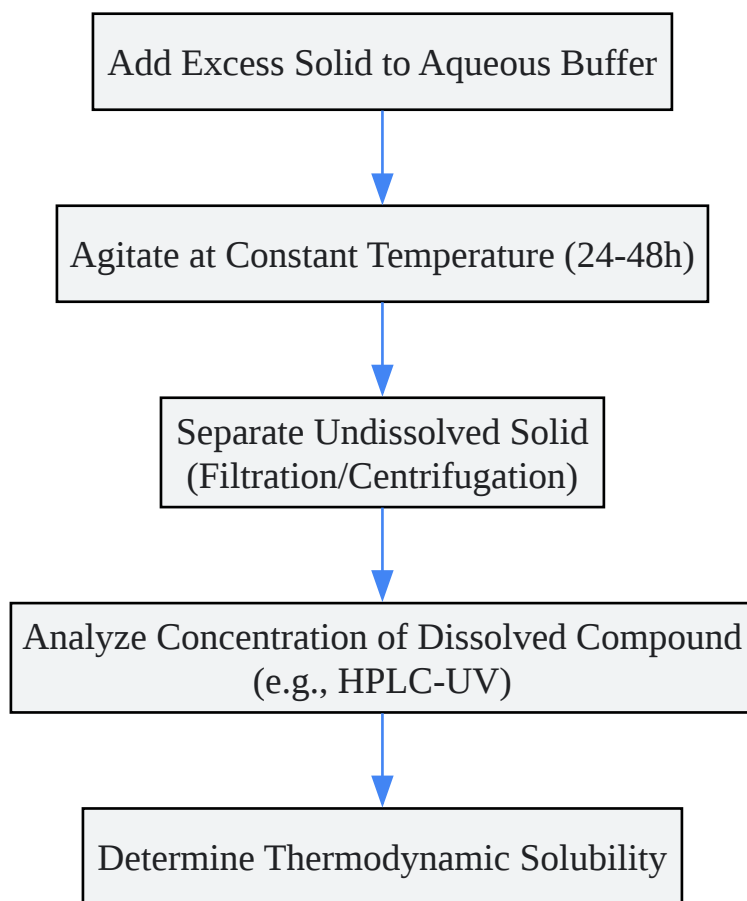 Add Excess Solid to Aqueous Buffer
Agitate at Constant Temperature (24-48h)
Separate Undissolved Solid
(Filtration/Centrifugation)
Analyze Concentration of Dissolved Compound
(e.g., HPLC-UV)
Determine Thermodynamic Solubility